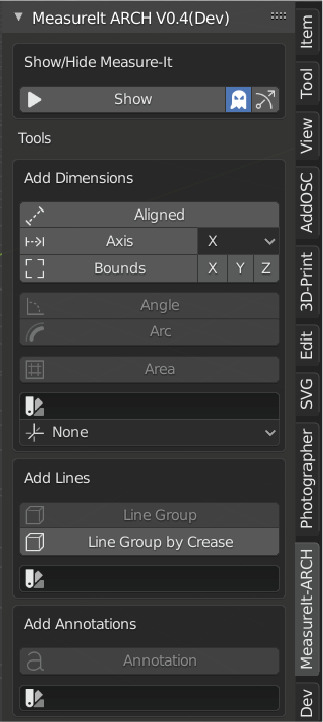 MeasureIt ARCH V0.4(Dev)
Show/Hide Measure-It
Show
Tools
Add Dimensions
Aligned
Axis X
Bounds X Y Z
Angle
Arc
Area
None
Add Lines
Line Group
Line Group by Crease
Add Annotations
a Annotation
Item
Tool
View
AddOSC
3D-Print
Edit
SVG
Photographer
MeasureIt-ARCH
Dev